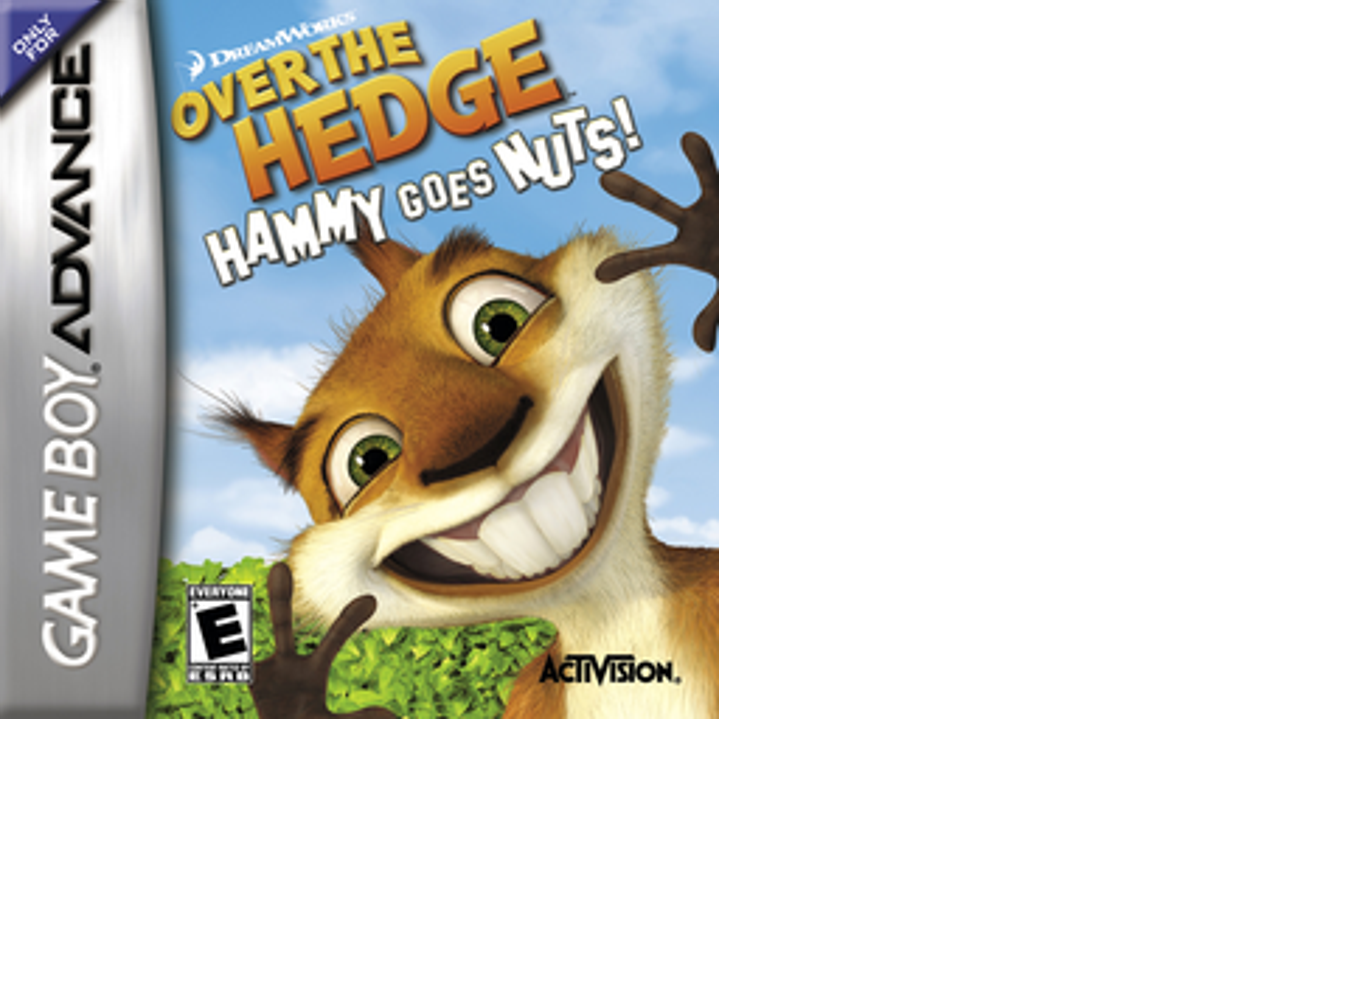 ONLY
FOR
GAME BOY ADVANCE
DREAMWORKS
OVER THE
HEDGE
HAMMY GOES NUTS!
EVERYONE
E
CONTENT RATED BY
ESRB
ACTIVISION